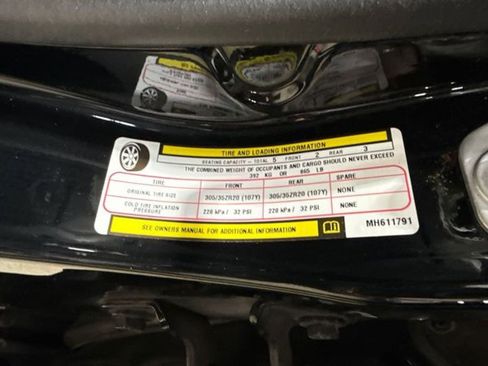 TIRE AND LOADING INFORMATION
SEATING CAPACITY - TOTAL 5 FRONT 2 REAR 3
THE COMBINED WEIGHT OF OCCUPANTS AND CARGO SHOULD NEVER EXCEED
392 KG OR 865 LB
TIRE FRONT REAR SPARE
ORIGINAL TIRE SIZE 305/35ZR20 (107Y) 305/35ZR20 (107Y) NONE
COLD TIRE INFLATION PRESSURE 220 kPa / 32 PSI 220 kPa / 32 PSI NONE
SEE OWNERS MANUAL FOR ADDITIONAL INFORMATION
MH611791